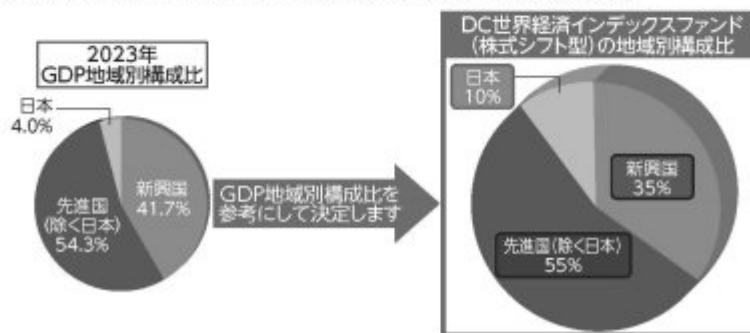 2023年
GDP地域別構成比
日本
4.0%
新興国
41.7%
先進国
(除く日本)
54.3%
GDP地域別構成比を
参考にして決定します
DC世界経済インデックスファンド
(株式シフト型)の地域別構成比
日本
10%
新興国
35%
先進国(除く日本)
55%